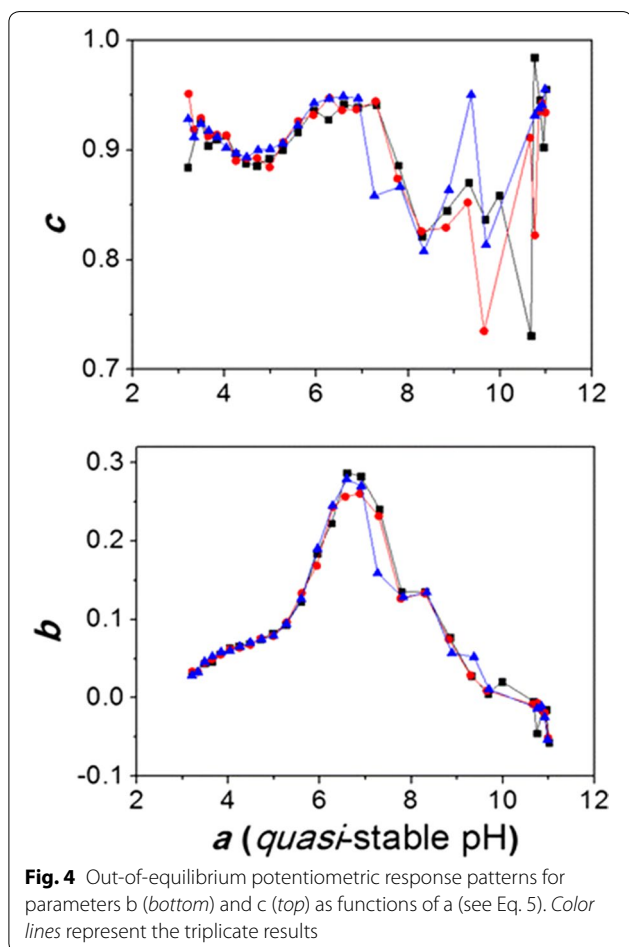 1.0
0.9
0.8
0.7
c
2 4 6 8 10 12
0.3
0.2
0.1
0.0
-0.1
b
2 4 6 8 10 12
a (quasi-stable pH)
Fig. 4 Out-of-equilibrium potentiometric response patterns for
parameters b (bottom) and c (top) as functions of a (see Eq. 5). Color
lines represent the triplicate results